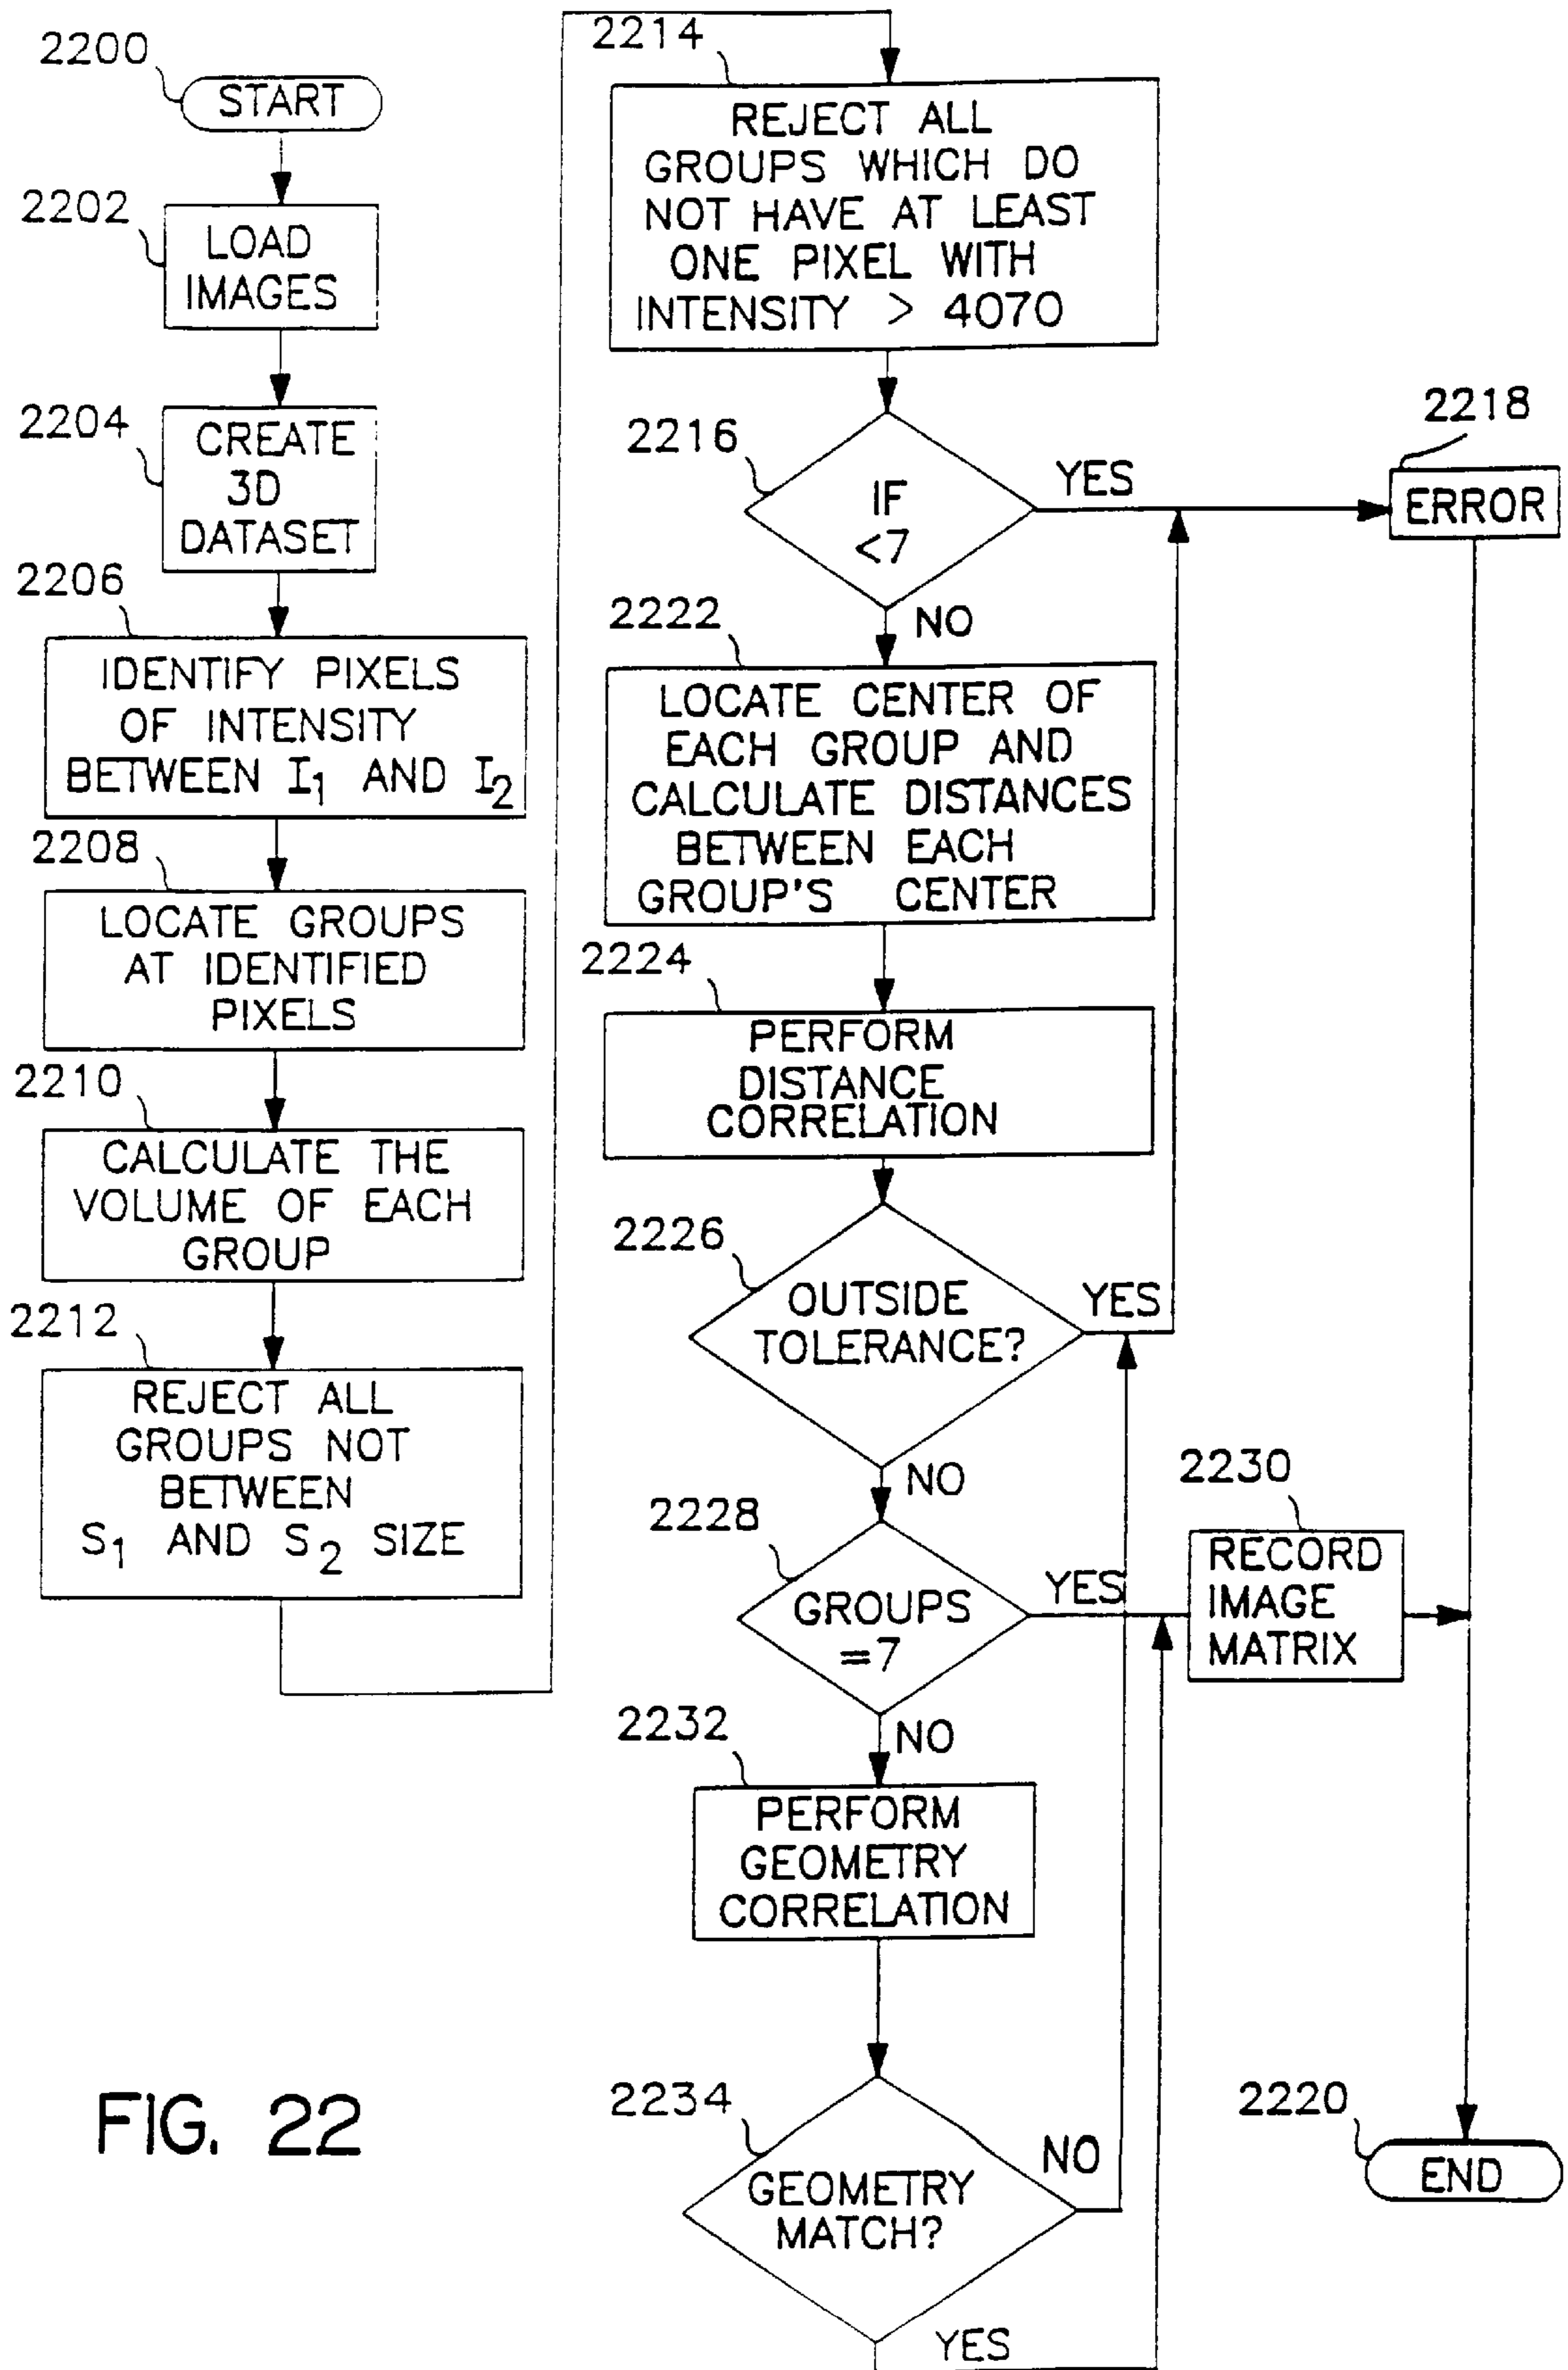 2200
START
2202
LOAD
IMAGES
2204
CREATE
3D
DATASET
2206
IDENTIFY PIXELS
OF INTENSITY
BETWEEN I1 AND I2
2208
LOCATE GROUPS
AT IDENTIFIED
PIXELS
2210
CALCULATE THE
VOLUME OF EACH
GROUP
2212
REJECT ALL
GROUPS NOT
BETWEEN
S1 AND S2 SIZE
2214
REJECT ALL
GROUPS WHICH DO
NOT HAVE AT LEAST
ONE PIXEL WITH
INTENSITY > 4070
2216
IF
<7
YES
2218
ERROR
NO
2222
LOCATE CENTER OF
EACH GROUP AND
CALCULATE DISTANCES
BETWEEN EACH
GROUP'S CENTER
2224
PERFORM
DISTANCE
CORRELATION
2226
OUTSIDE
TOLERANCE?
YES
NO
2228
GROUPS
=7
YES
2230
RECORD
IMAGE
MATRIX
NO
2232
PERFORM
GEOMETRY
CORRELATION
2234
GEOMETRY
MATCH?
NO
YES
2220
END
FIG. 22